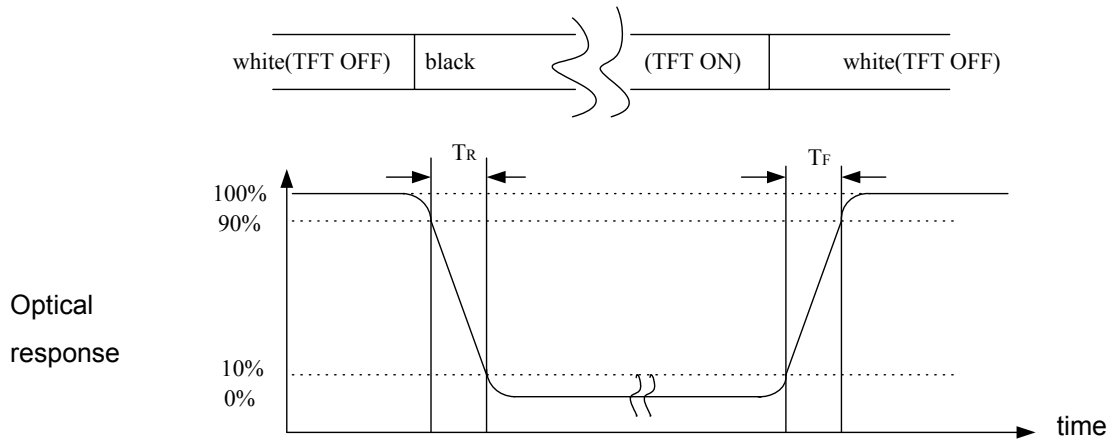 white(TFT OFF) black (TFT ON) white(TFT OFF)
TR TF
100%
90%
Optical
response
10%
0%
time